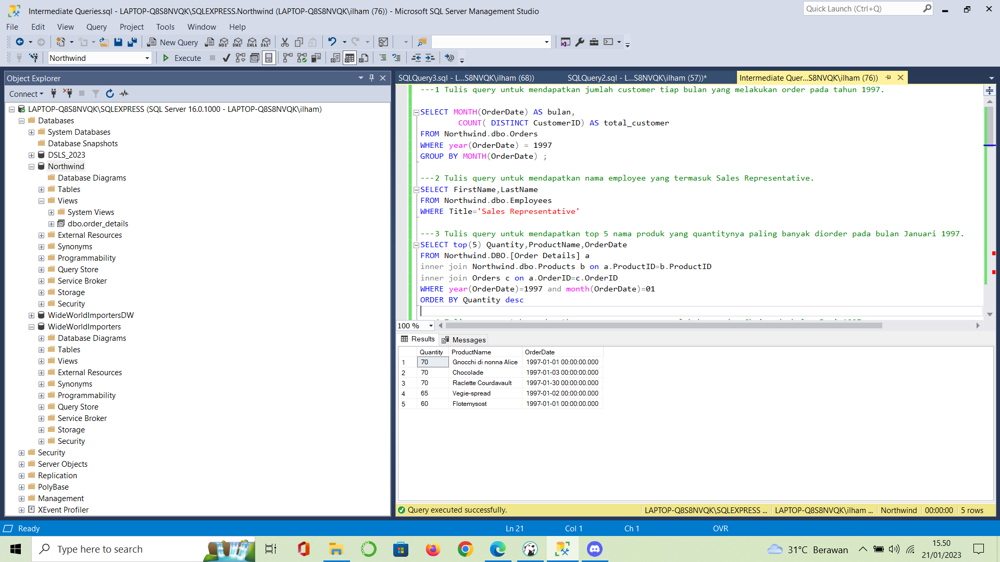 Intermediate Queries.sql - LAPTOP-Q8S8NVQK\SQLEXPRESS.Northwind (LAPTOP-Q8S8NVQK\ilham (76)) - Microsoft SQL Server Management Studio
Quick Launch (Ctrl+Q)
File Edit View Query Project Tools Window Help
New Query
MDX DMX XMLA DAX
Northwind
Execute
Object Explorer
Connect
LAPTOP-Q8S8NVQK\SQLEXPRESS (SQL Server 16.0.1000 - LAPTOP-Q8S8NVQK\ilham)
Databases
System Databases
Database Snapshots
DSLS_2023
Northwind
Database Diagrams
Tables
Views
System Views
dbo.order_details
External Resources
Synonyms
Programmability
Query Store
Service Broker
Storage
Security
WideWorldImportersDW
WideWorldImporters
Database Diagrams
Tables
Views
External Resources
Synonyms
Programmability
Query Store
Service Broker
Storage
Security
Security
Server Objects
Replication
PolyBase
Management
XEvent Profiler
SQLQuery3.sql - L...S8NVQK\ilham (68)) SQLQuery2.sql - L...S8NVQK\ilham (57))* Intermediate Quer...S8NVQK\ilham (76))
---1 Tulis query untuk mendapatkan jumlah customer tiap bulan yang melakukan order pada tahun 1997.
SELECT MONTH(OrderDate) AS bulan,
COUNT( DISTINCT CustomerID) AS total_customer
FROM Northwind.dbo.Orders
WHERE year(OrderDate) = 1997
GROUP BY MONTH(OrderDate) ;
---2 Tulis query untuk mendapatkan nama employee yang termasuk Sales Representative.
SELECT FirstName,LastName
FROM Northwind.dbo.Employees
WHERE Title='Sales Representative'
---3 Tulis query untuk mendapatkan top 5 nama produk yang quantitynya paling banyak diorder pada bulan Januari 1997.
SELECT top(5) Quantity,ProductName,OrderDate
FROM Northwind.DBO.[Order Details] a
inner join Northwind.dbo.Products b on a.ProductID=b.ProductID
inner join Orders c on a.OrderID=c.OrderID
WHERE year(OrderDate)=1997 and month(OrderDate)=01
ORDER BY Quantity desc
100 %
Results Messages
Quantity ProductName OrderDate
1 70 Gnocchi di nonna Alice 1997-01-01 00:00:00.000
2 70 Chocolade 1997-01-03 00:00:00.000
3 70 Raclette Courdavault 1997-01-30 00:00:00.000
4 65 Vegie-spread 1997-01-02 00:00:00.000
5 60 Flotemysost 1997-01-01 00:00:00.000
Query executed successfully. LAPTOP-Q8S8NVQK\SQLEXPRESS ... LAPTOP-Q8S8NVQK\ilham ... Northwind 00:00:00 5 rows
Ready Ln 21 Col 1 Ch 1 OVR
Type here to search
31°C Berawan
15.50
21/01/2023